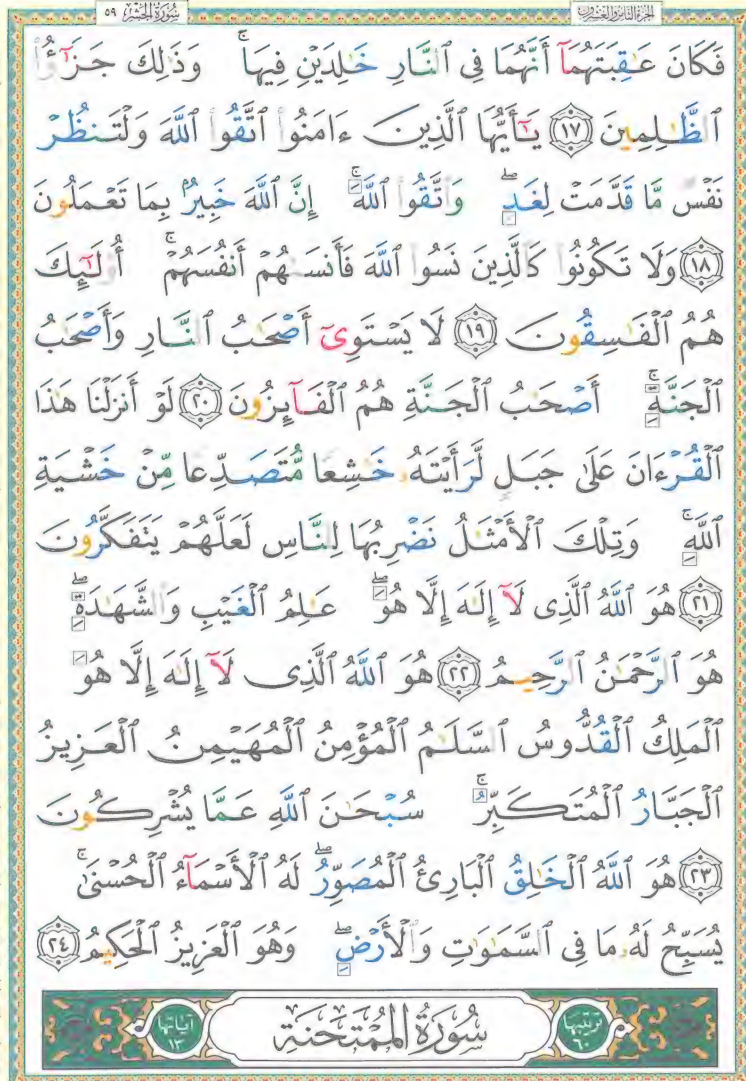 الجزء الثامن والعشرون سُورَةُ الحَشْرِ ٥٩
فَكَانَ عَٰقِبَتَهُمَآ أَنَّهُمَا فِى ٱلنَّارِ خَٰلِدَيْنِ فِيهَاۚ وَذَٰلِكَ جَزَٰٓؤُا۟
ٱلظَّٰلِمِينَ ١٧ يَٰٓأَيُّهَا ٱلَّذِينَ ءَامَنُوا۟ ٱتَّقُوا۟ ٱللَّهَ وَلْتَنظُرْ
نَفْسٌ مَّا قَدَّمَتْ لِغَدٍۖ وَٱتَّقُوا۟ ٱللَّهَۚ إِنَّ ٱللَّهَ خَبِيرٌۢ بِمَا تَعْمَلُونَ
١٨ وَلَا تَكُونُوا۟ كَٱلَّذِينَ نَسُوا۟ ٱللَّهَ فَأَنسَىٰهُمْ أَنفُسَهُمْۚ أُو۟لَٰٓئِكَ
هُمُ ٱلْفَٰسِقُونَ ١٩ لَا يَسْتَوِىٓ أَصْحَٰبُ ٱلنَّارِ وَأَصْحَٰبُ
ٱلْجَنَّةِۚ أَصْحَٰبُ ٱلْجَنَّةِ هُمُ ٱلْفَآئِزُونَ ٢٠ لَوْ أَنزَلْنَا هَٰذَا
ٱلْقُرْءَانَ عَلَىٰ جَبَلٍ لَّرَأَيْتَهُۥ خَٰشِعًا مُّتَصَدِّعًا مِّنْ خَشْيَةِ
ٱللَّهِۚ وَتِلْكَ ٱلْأَمْثَٰلُ نَضْرِبُهَا لِلنَّاسِ لَعَلَّهُمْ يَتَفَكَّرُونَ
٢١ هُوَ ٱللَّهُ ٱلَّذِى لَآ إِلَٰهَ إِلَّا هُوَۖ عَٰلِمُ ٱلْغَيْبِ وَٱلشَّهَٰدَةِۖ
هُوَ ٱلرَّحْمَٰنُ ٱلرَّحِيمُ ٢٢ هُوَ ٱللَّهُ ٱلَّذِى لَآ إِلَٰهَ إِلَّا هُوَ
ٱلْمَلِكُ ٱلْقُدُّوسُ ٱلسَّلَٰمُ ٱلْمُؤْمِنُ ٱلْمُهَيْمِنُ ٱلْعَزِيزُ
ٱلْجَبَّارُ ٱلْمُتَكَبِّرُۚ سُبْحَٰنَ ٱللَّهِ عَمَّا يُشْرِكُونَ
٢٣ هُوَ ٱللَّهُ ٱلْخَٰلِقُ ٱلْبَارِئُ ٱلْمُصَوِّرُۖ لَهُ ٱلْأَسْمَآءُ ٱلْحُسْنَىٰۚ
يُسَبِّحُ لَهُۥ مَا فِى ٱلسَّمَٰوَٰتِ وَٱلْأَرْضِۖ وَهُوَ ٱلْعَزِيزُ ٱلْحَكِيمُ ٢٤
ترتيبها ٦٠ سُورَةُ المُمْتَحنَةِ آياتها ١٣